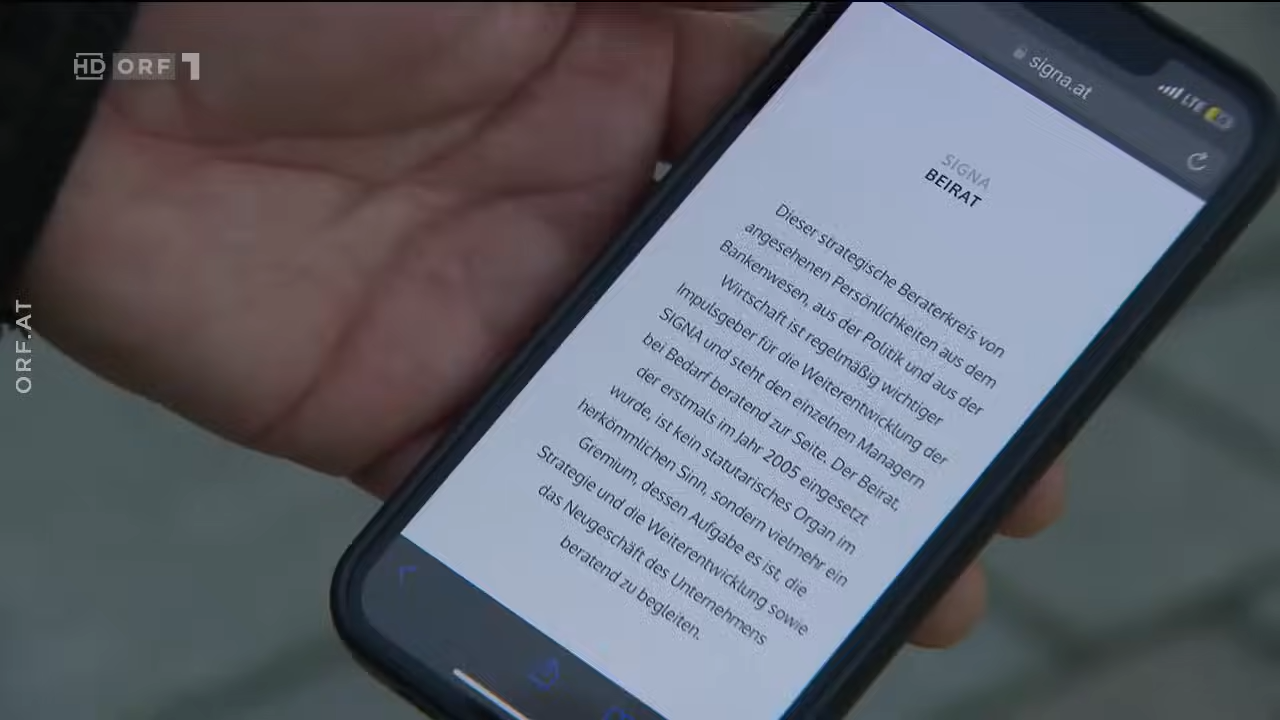 HD ORF 1
ORF.AT
signa.at
LTE
SIGNA
BEIRAT
Dieser strategische Beraterkreis von
angesehenen Persönlichkeiten aus dem
Bankenwesen, aus der Politik und aus der
Wirtschaft ist regelmäßig wichtiger
Impulsgeber für die Weiterentwicklung der
SIGNA und steht den einzelnen Managern
bei Bedarf beratend zur Seite. Der Beirat,
der erstmals im Jahr 2005 eingesetzt
wurde, ist kein statutarisches Organ im
herkömmlichen Sinn, sondern vielmehr ein
Gremium, dessen Aufgabe es ist, die
Strategie und die Weiterentwicklung sowie
das Neugeschäft des Unternehmens
beratend zu begleiten.